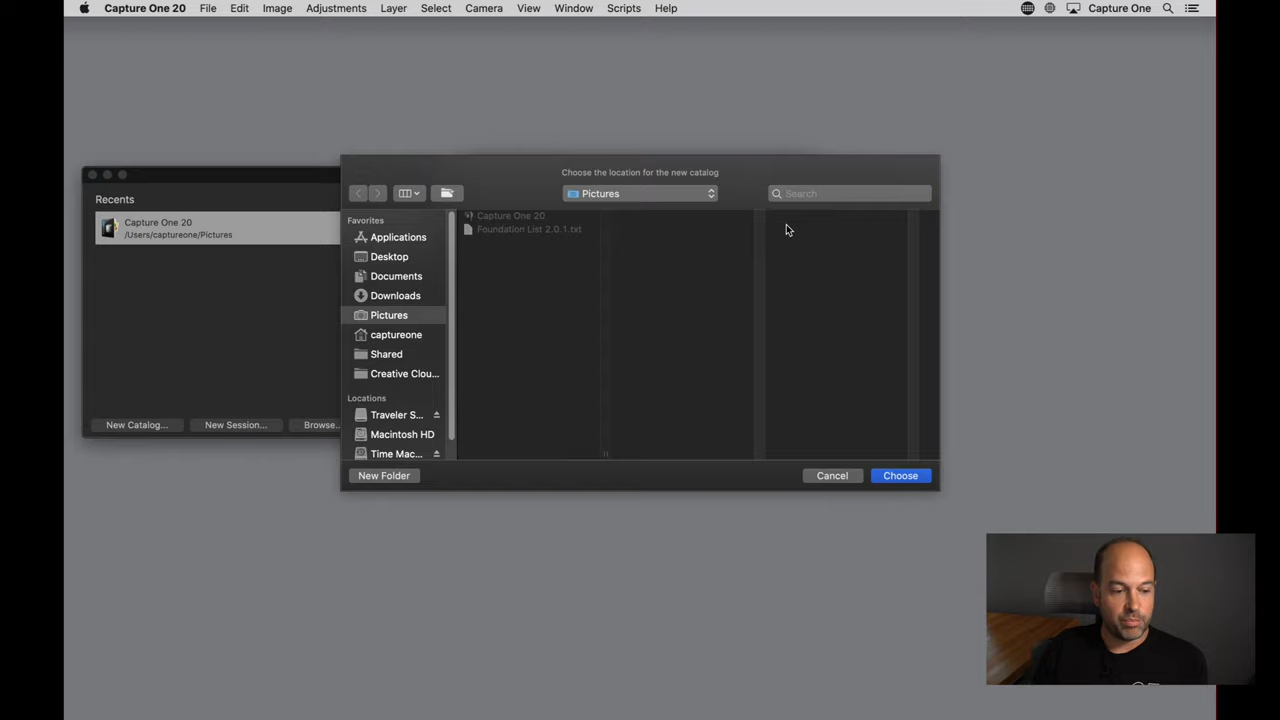 Capture One 20 File Edit Image Adjustments Layer Select Camera View Window Scripts Help Capture One
Choose the location for the new catalog
Pictures
Search
Recents
Capture One 20
/Users/captureone/Pictures
New Catalog...
New Session...
Browse..
Favorites
Applications
Desktop
Documents
Downloads
Pictures
captureone
Shared
Creative Clou...
Locations
Traveler S...
Macintosh HD
Time Mac...
Capture One 20
Foundation List 2.0.1.txt
New Folder
Cancel
Choose